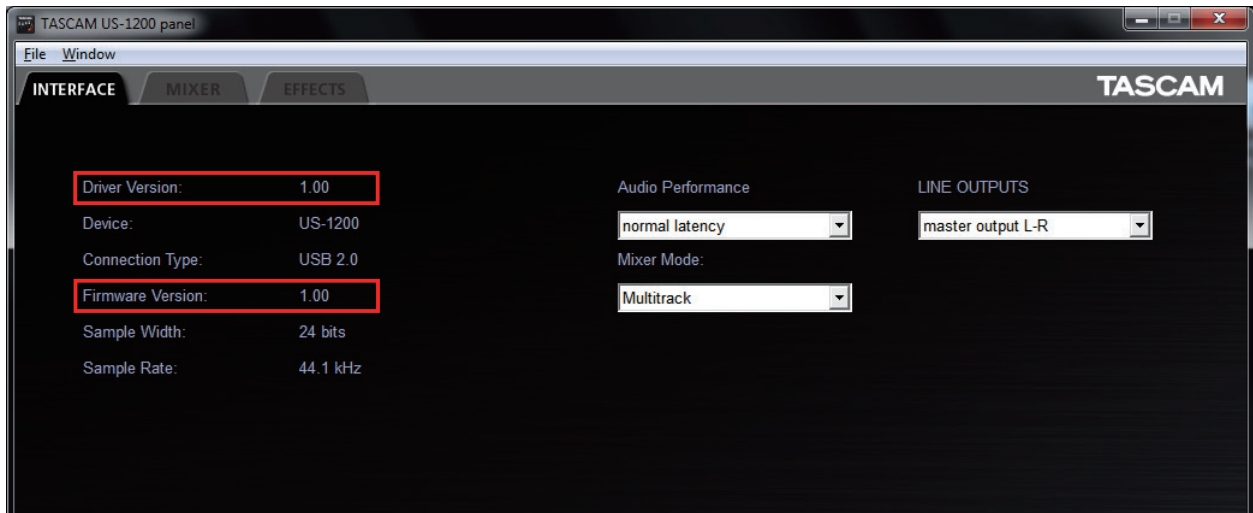 TASCAM US-1200 panel
File Window
INTERFACE MIXER EFFECTS TASCAM
Driver Version: 1.00
Device: US-1200
Connection Type: USB 2.0
Firmware Version: 1.00
Sample Width: 24 bits
Sample Rate: 44.1 kHz
Audio Performance
normal latency
Mixer Mode:
Multitrack
LINE OUTPUTS
master output L-R